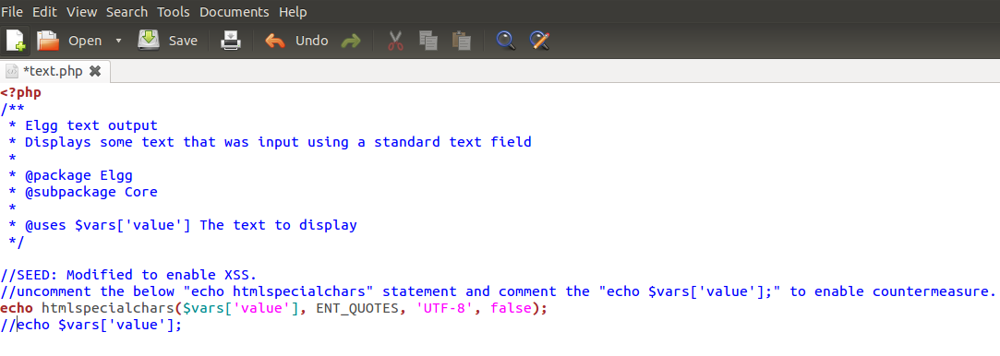 File Edit View Search Tools Documents Help
Open Save Undo
*text.php
<?php
/**
 * Elgg text output
 * Displays some text that was input using a standard text field
 *
 * @package Elgg
 * @subpackage Core
 *
 * @uses $vars['value'] The text to display
 */
//SEED: Modified to enable XSS.
//uncomment the below "echo htmlspecialchars" statement and comment the "echo $vars['value'];" to enable countermeasure.
echo htmlspecialchars($vars['value'], ENT_QUOTES, 'UTF-8', false);
//echo $vars['value'];